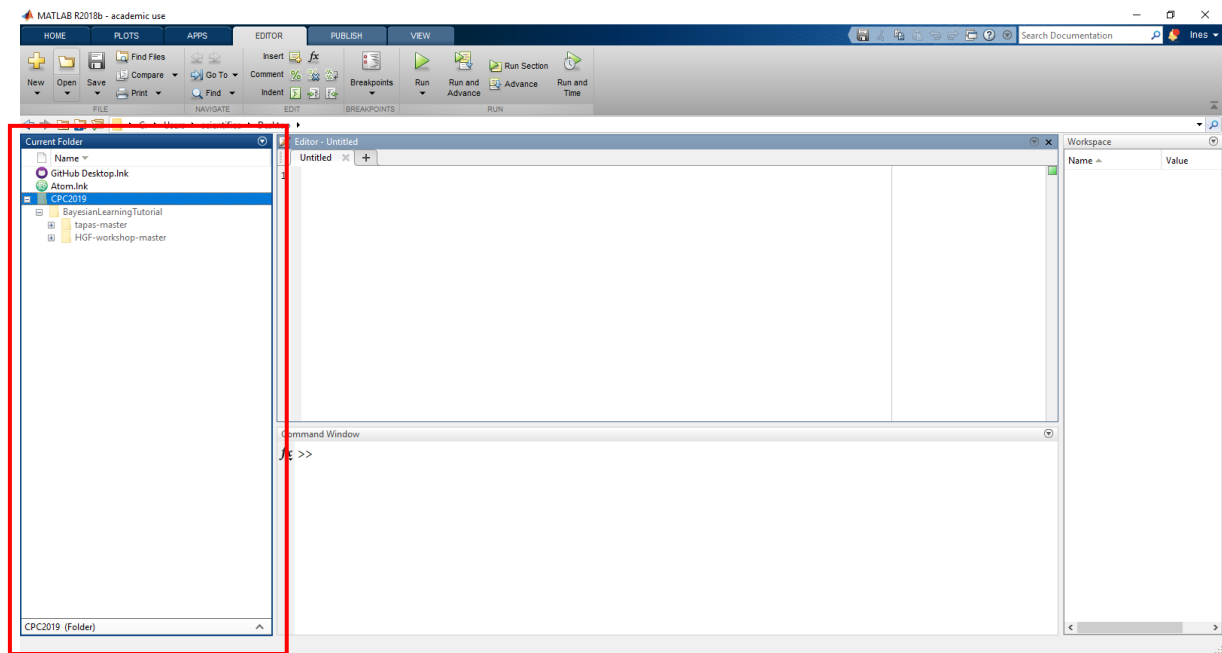 MATLAB R2018b - academic use
HOME PLOTS APPS EDITOR PUBLISH VIEW Search Documentation Ines
New Open Save Find Files Compare Print
Go To Find
Insert fx
Comment
Indent
Breakpoints Run Run and Advance Run Section Advance Run and Time
FILE NAVIGATE EDIT BREAKPOINTS RUN
Current Folder
Name
GitHub Desktop.lnk
Atom.lnk
CPC2019
BayesianLearningTutorial
tapas-master
HGF-workshop-master
CPC2019 (Folder)
Editor - Untitled
Untitled +
1
Command Window
fx >>
Workspace
Name Value